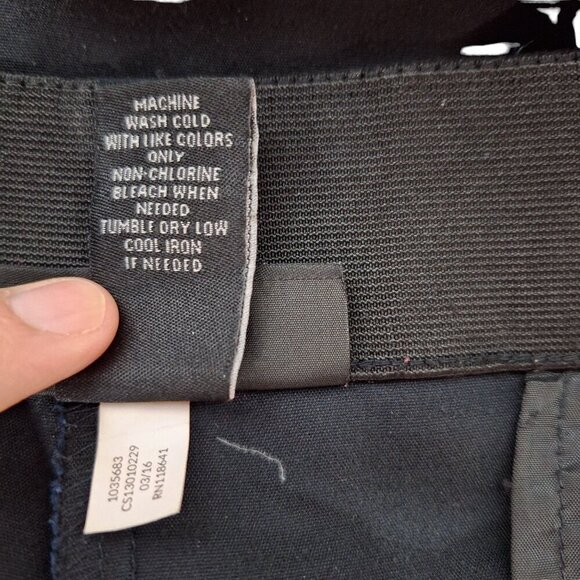 MACHINE
WASH COLD
WITH LIKE COLORS
ONLY
NON-CHLORINE
BLEACH WHEN
NEEDED
TUMBLE DRY LOW
COOL IRON
IF NEEDED
1035683
CS13010229
03/16
RN118641